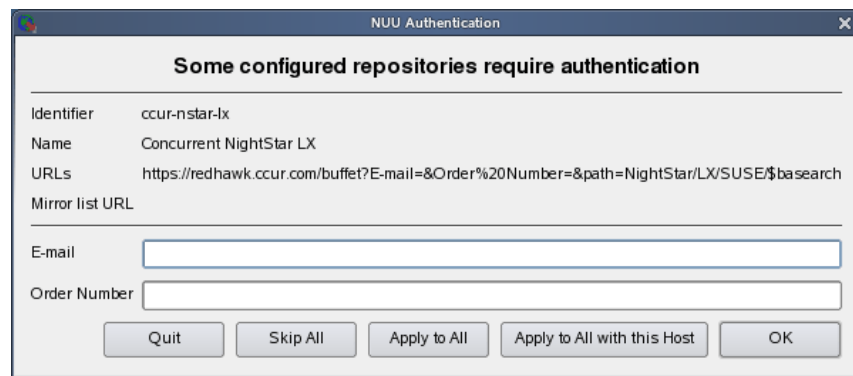 NUU Authentication
Some configured repositories require authentication
Identifier ccur-nstar-lx
Name Concurrent NightStar LX
URLs https://redhawk.ccur.com/buffet?E-mail=&Order%20Number=&path=NightStar/LX/SUSE/$basearch
Mirror list URL
E-mail
Order Number
Quit Skip All Apply to All Apply to All with this Host OK